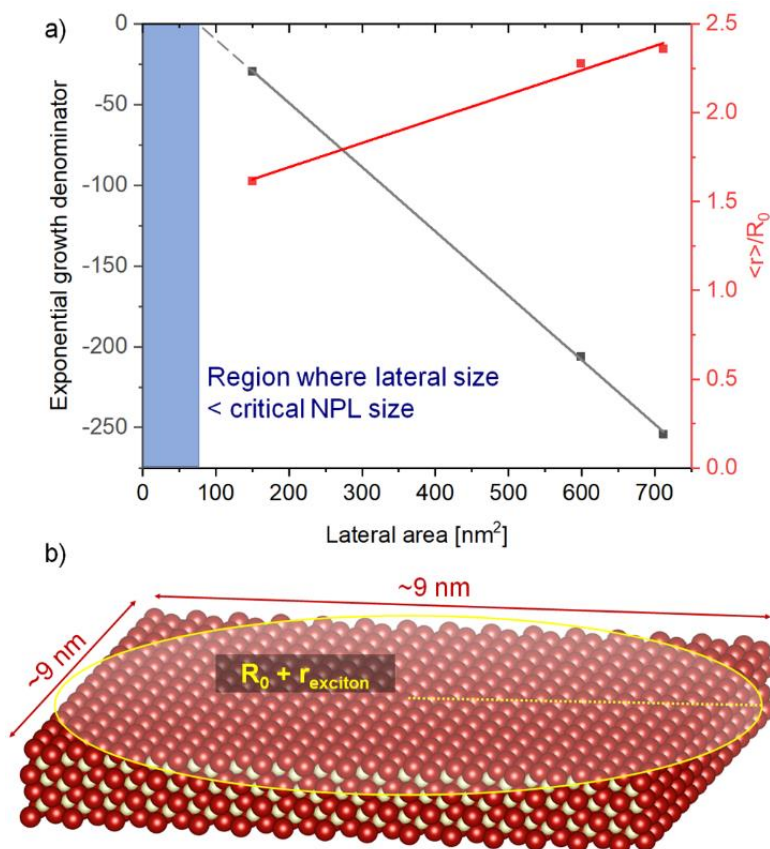 a)
0
-50
-100
-150
-200
-250
Exponential growth denominator
2.5
2.0
1.5
1.0
0.5
0.0
<r>/R₀
Region where lateral size
< critical NPL size
0 100 200 300 400 500 600 700
Lateral area [nm²]
b)
~9 nm
~9 nm
R₀ + r_exciton